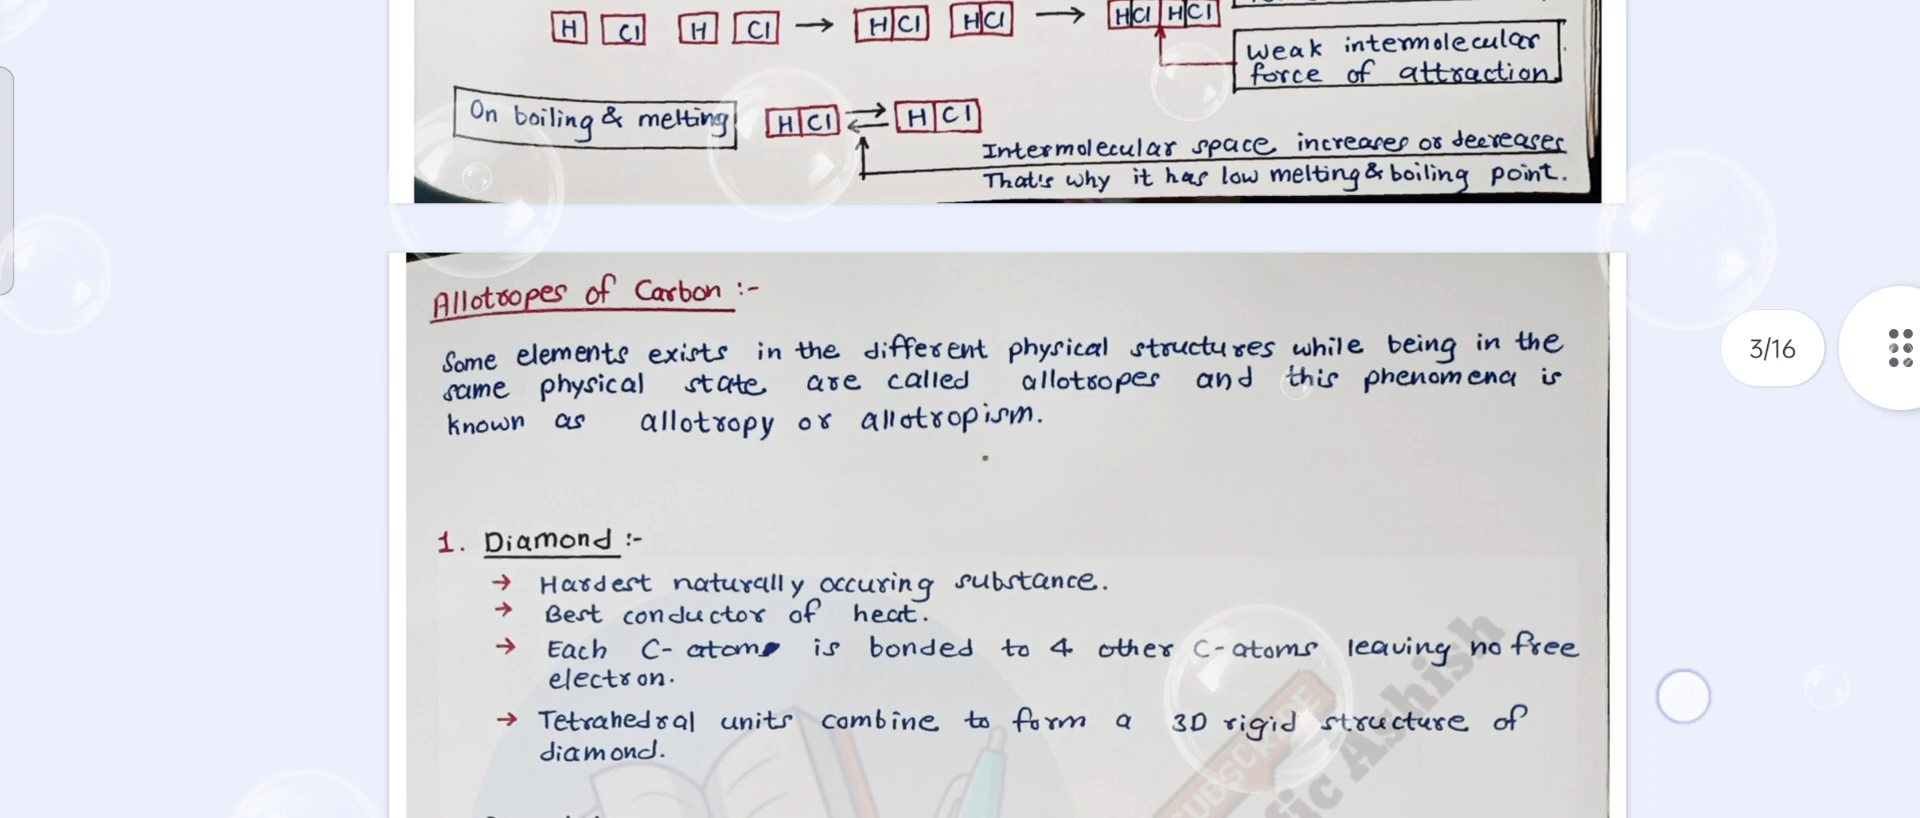 H Cl H Cl → HCl HCl → HCl HCl
Weak intermolecular
force of attraction
On boiling & melting HCl ⇌ HCl
Intermolecular space increases or decreases
That's why it has low melting & boiling point.
Allotropes of Carbon :-
Some elements exists in the different physical structures while being in the
same physical state are called allotropes and this phenomena is
known as allotropy or allotropism.
3/16
1. Diamond :-
→ Hardest naturally occuring substance.
→ Best conductor of heat.
→ Each C-atoms is bonded to 4 other C-atoms leaving no free
electron.
→ Tetrahedral units combine to form a 3D rigid structure of
diamond.
SUBSCRIBE
fic Ashish